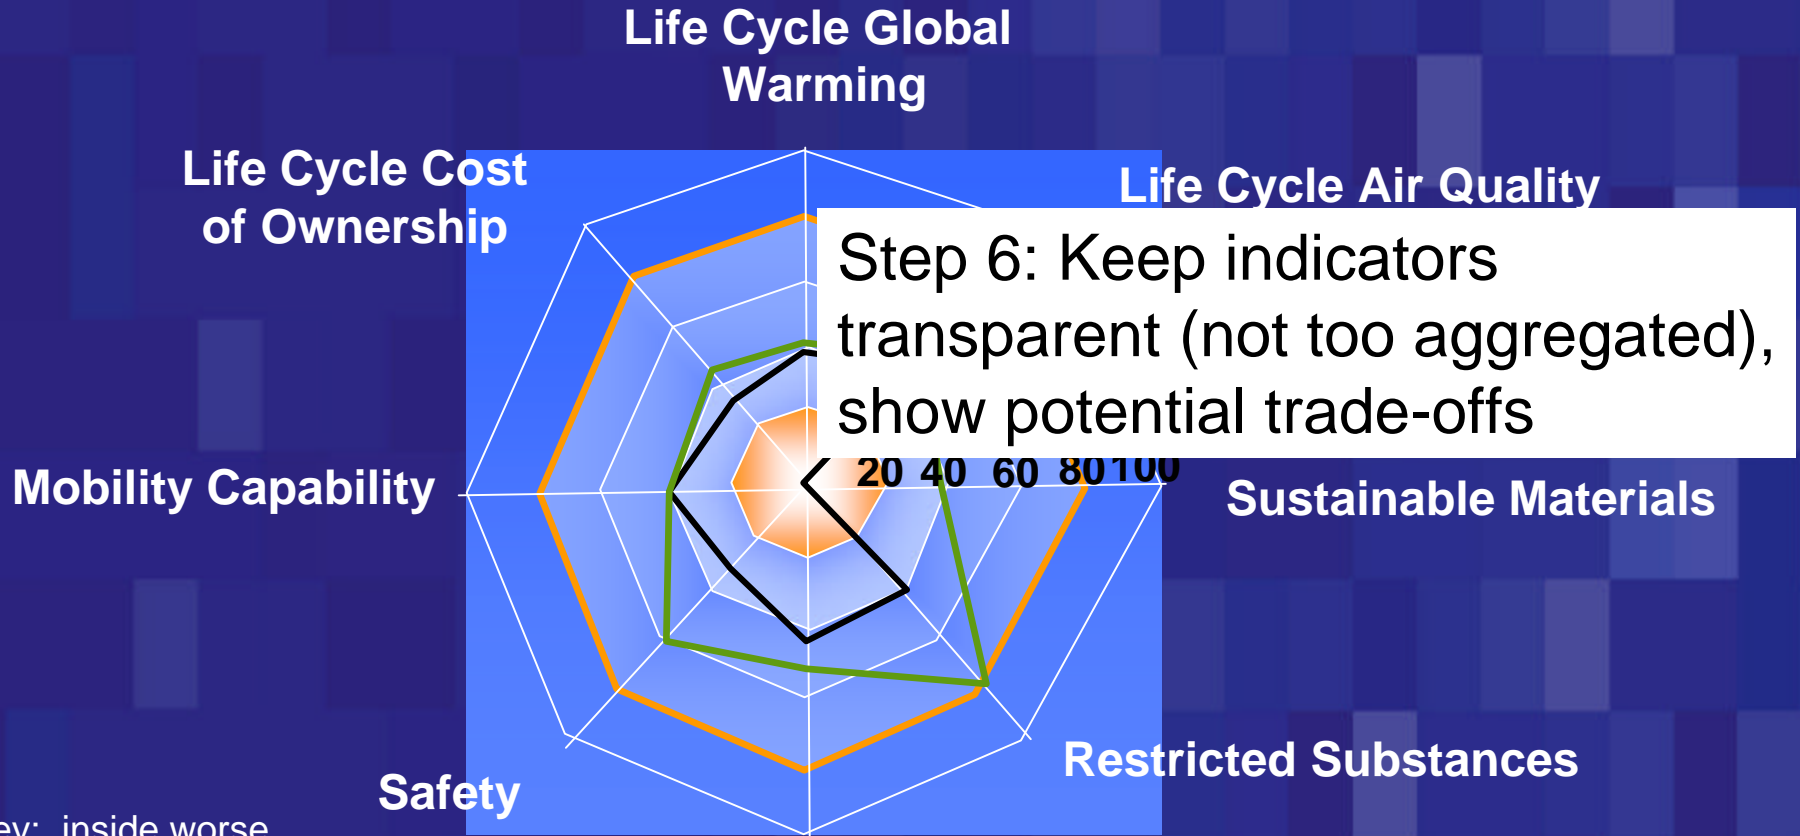 Life Cycle Global
Warming
Life Cycle Cost
of Ownership
Life Cycle Air Quality
Step 6: Keep indicators
transparent (not too aggregated),
show potential trade-offs
20 40 60 80 100
Mobility Capability
Sustainable Materials
Restricted Substances
Safety
inside worse